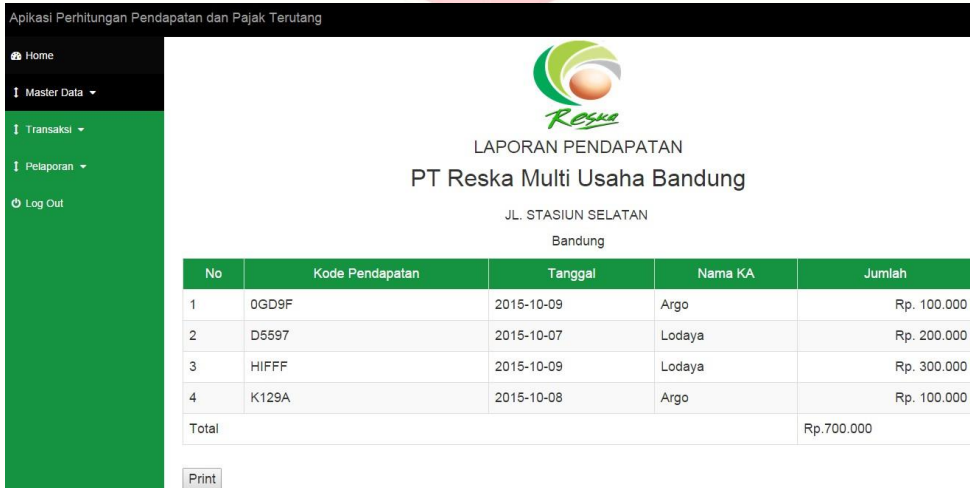 Apikasi Perhitungan Pendapatan dan Pajak Terutang
Home
Master Data
Transaksi
Pelaporan
Log Out
Reska
LAPORAN PENDAPATAN
PT Reska Multi Usaha Bandung
JL. STASIUN SELATAN
Bandung
No Kode Pendapatan Tanggal Nama KA Jumlah
1 0GD9F 2015-10-09 Argo Rp. 100.000
2 D5597 2015-10-07 Lodaya Rp. 200.000
3 HIFFF 2015-10-09 Lodaya Rp. 300.000
4 K129A 2015-10-08 Argo Rp. 100.000
Total Rp.700.000
Print